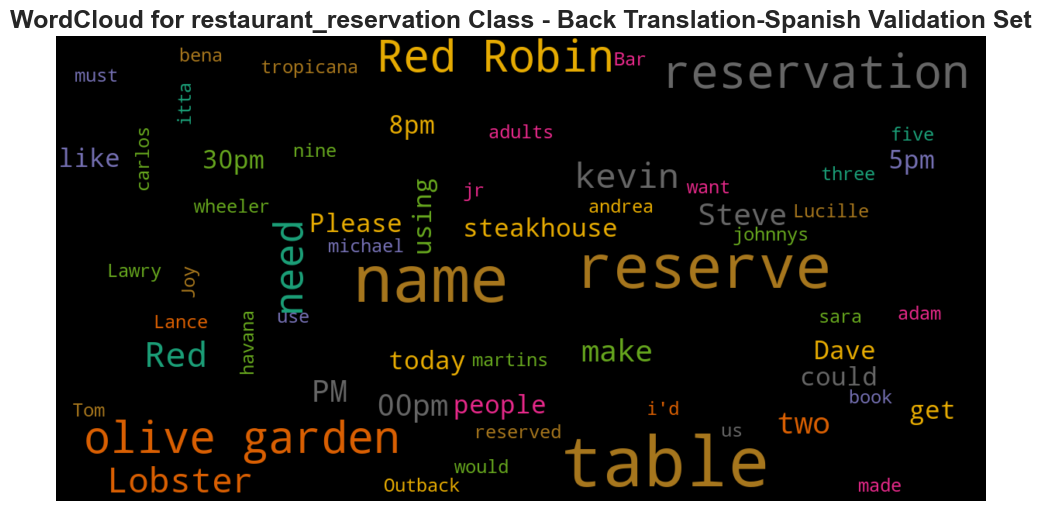 WordCloud for restaurant_reservation Class - Back Translation-Spanish Validation Set
bena
Red Robin
Bar
must
tropicana
reservation
itta
8pm
adults
five
carlos
like
30pm
nine
5pm
kevin
three
jr
want
using
wheeler
andrea
Steve
Lucille
Please
steakhouse
johnnys
michael
need
name
reserve
Lawry
Joy
Lance
use
sara
adam
havana
Red
today
martins
make
Dave
could
PM
00pm
people
i'd
book
get
Tom
two
olive garden
reserved
us
table
would
Lobster
Outback
made